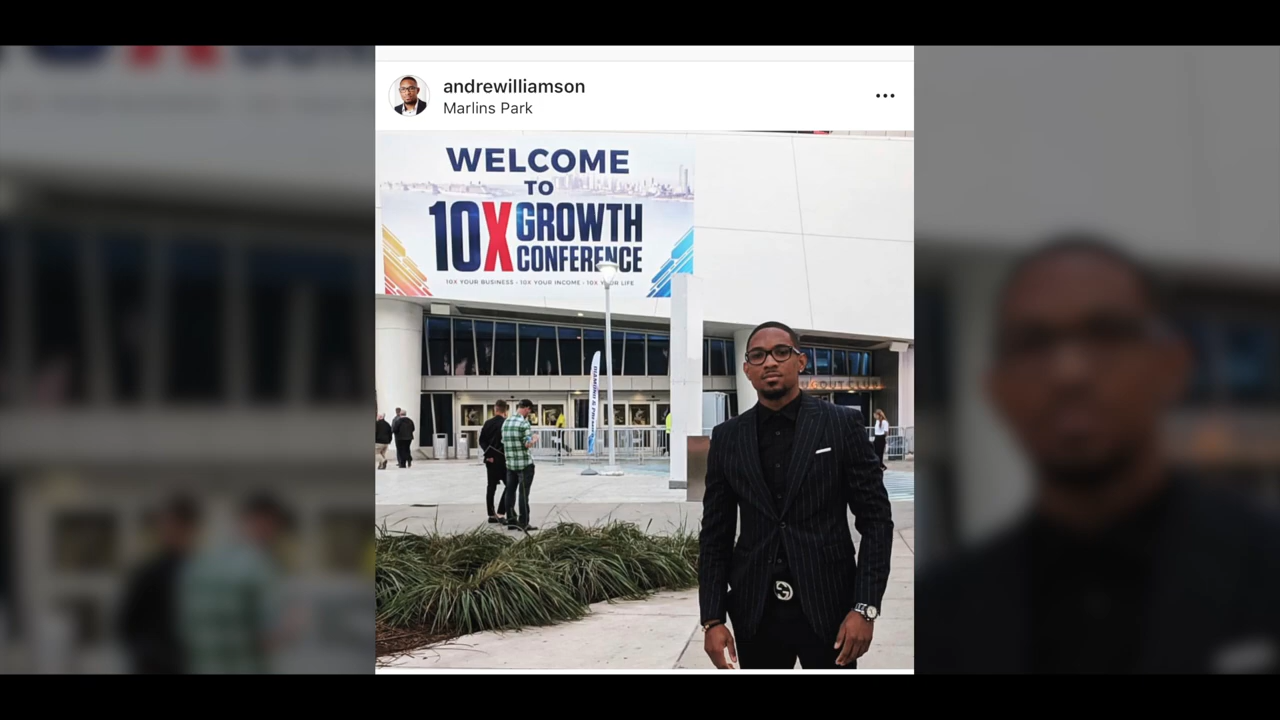 andrewilliamson
Marlins Park
WELCOME
TO
10X GROWTH
CONFERENCE
10X YOUR BUSINESS - 10X YOUR INCOME - 10X YOUR LIFE